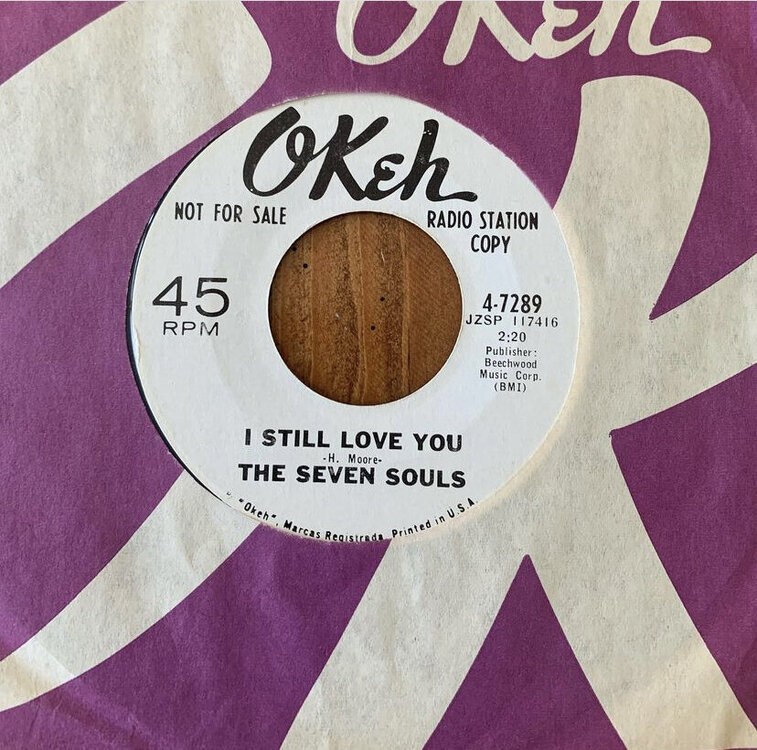 OKeh
OKeh
NOT FOR SALE
RADIO STATION
COPY
45
RPM
4-7289
JZSP 117416
2:20
Publisher:
Beechwood
Music Corp.
(BMI)
I STILL LOVE YOU
-H. Moore-
THE SEVEN SOULS
"Okeh", Marcas Registrada. Printed in U.S.A.